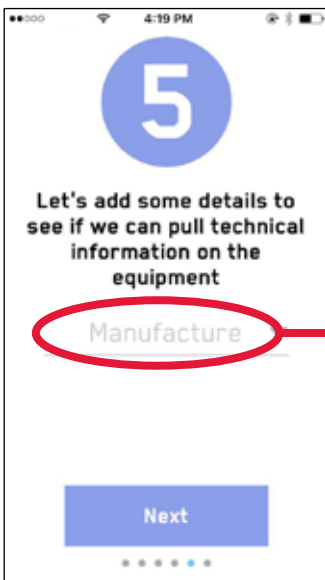 4:19 PM
5
Let's add some details to
see if we can pull technical
information on the
equipment
Manufacture
Next